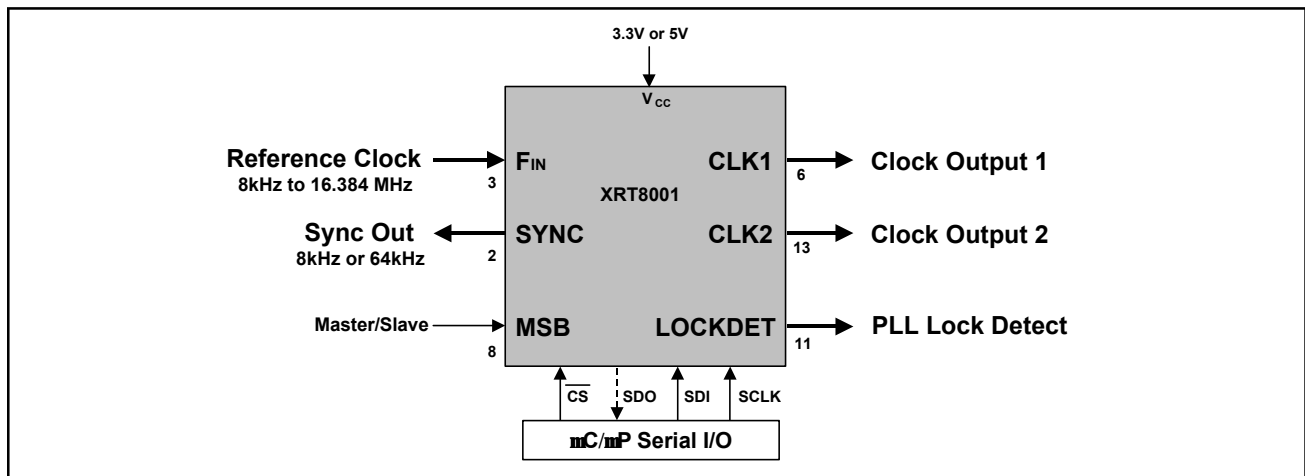 3.3V or 5V
VCC
Reference Clock
8kHz to 16.384 MHz
3
FIN
CLK1
6
Clock Output 1
XRT8001
Sync Out
8kHz or 64kHz
2
SYNC
CLK2
13
Clock Output 2
Master/Slave
8
MSB
LOCKDET
11
PLL Lock Detect
CS SDO SDI SCLK
mC/mP Serial I/O